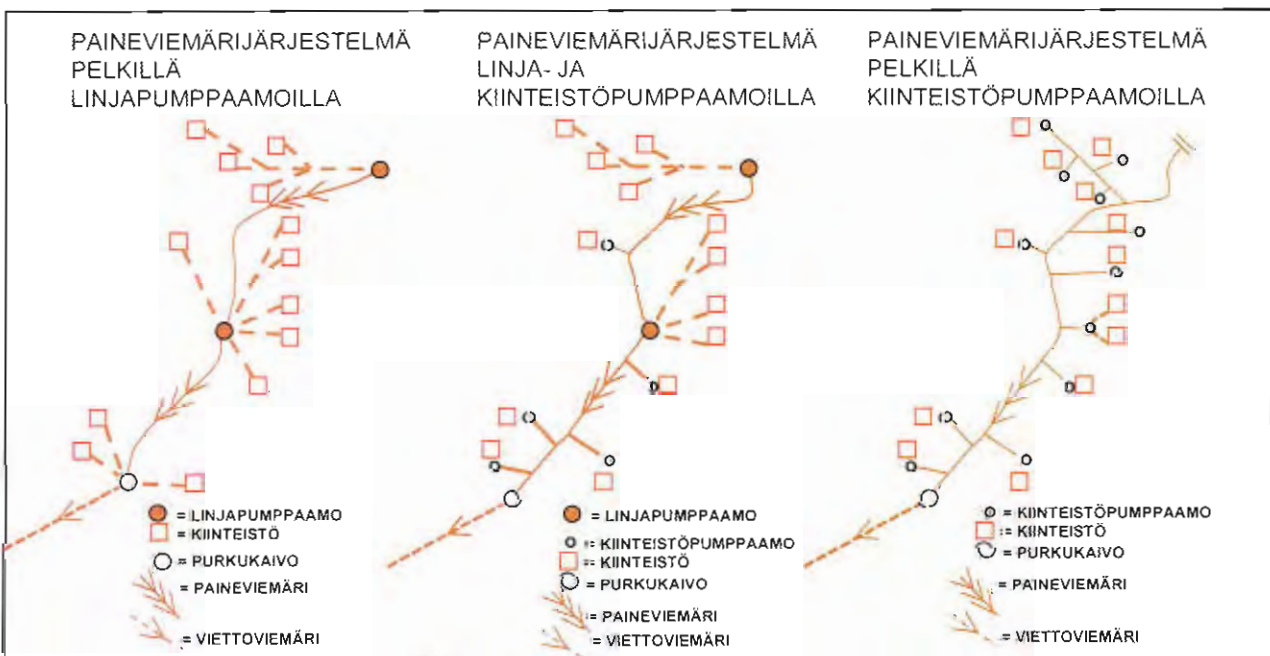 PAINEVIEMÄRIJÄRJESTELMÄ
PELKILLÄ
LINJAPUMPPAAMOILLA
PAINEVIEMÄRIJÄRJESTELMÄ
LINJA- JA
KIINTEISTÖPUMPPAAMOILLA
PAINEVIEMÄRIJÄRJESTELMÄ
PELKILLÄ
KIINTEISTÖPUMPPAAMOILLA
= LINJAPUMPPAAMO
= KIINTEISTÖ
= PURKUKAIVO
= PAINEVIEMÄRI
= VIETTOVIEMÄRI
= LINJAPUMPPAAMO
= KIINTEISTÖPUMPPAAMO
= KIINTEISTÖ
= PURKUKAIVO
= PAINEVIEMÄRI
= VIETTOVIEMÄRI
= KIINTEISTÖPUMPPAAMO
= KIINTEISTÖ
= PURKUKAIVO
= PAINEVIEMÄRI
= VIETTOVIEMÄRI